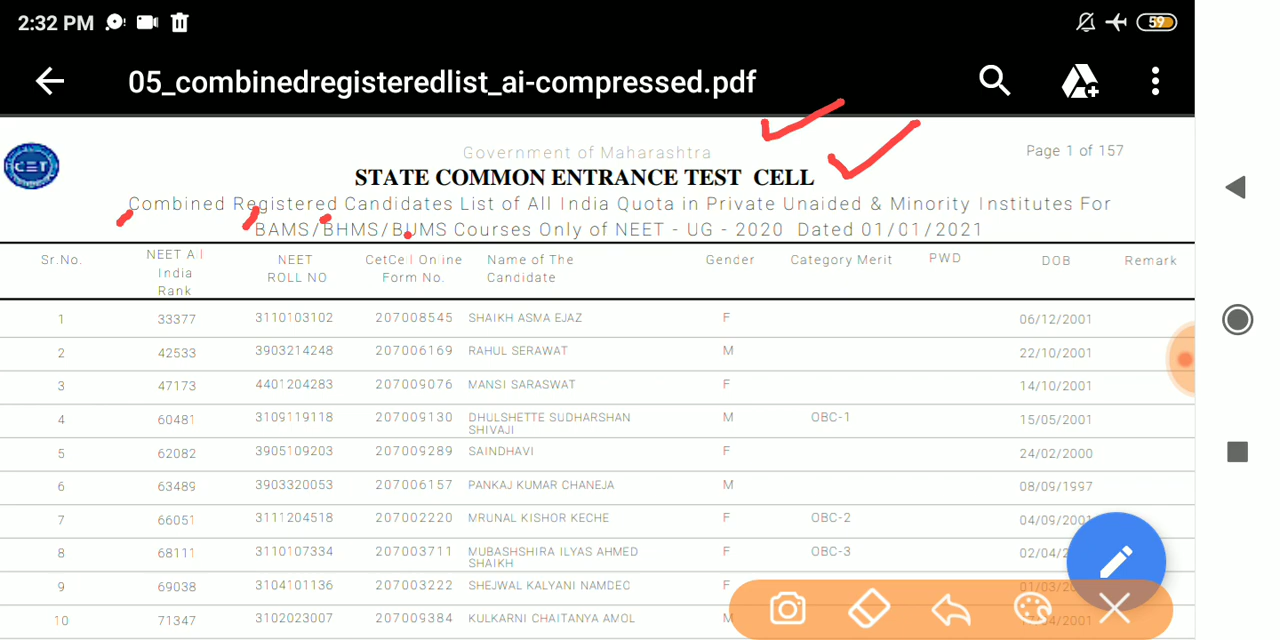 2:32 PM 59
05_combinedregisteredlist_ai-compressed.pdf
CET
Government of Maharashtra Page 1 of 157
STATE COMMON ENTRANCE TEST CELL
Combined Registered Candidates List of All India Quota in Private Unaided & Minority Institutes For
BAMS/BHMS/BUMS Courses Only of NEET - UG - 2020 Dated 01/01/2021
Sr.No. NEET All India Rank NEET ROLL NO CetCell Online Form No. Name of The Candidate Gender Category Merit PWD DOB Remark
1 33377 3110103102 207008545 SHAIKH ASMA EJAZ F 06/12/2001
2 42533 3903214248 207006169 RAHUL SERAWAT M 22/10/2001
3 47173 4401204283 207009076 MANSI SARASWAT F 14/10/2001
4 60481 3109119118 207009130 DHULSHETTE SUDHARSHAN SHIVAJI M OBC-1 15/05/2001
5 62082 3905109203 207009289 SAINDHAVI F 24/02/2000
6 63489 3903320053 207006157 PANKAJ KUMAR CHANEJA M 08/09/1997
7 66051 3111204518 207002220 MRUNAL KISHOR KECHE F OBC-2 04/09/2001
8 68111 3110107334 207003711 MUBASHSHIRA ILYAS AHMED SHAIKH F OBC-3 02/04/
9 69038 3104101136 207003222 SHEJWAL KALYANI NAMDEO F
10 71347 3102023007 207009384 KULKARNI CHAITANYA AMOL M